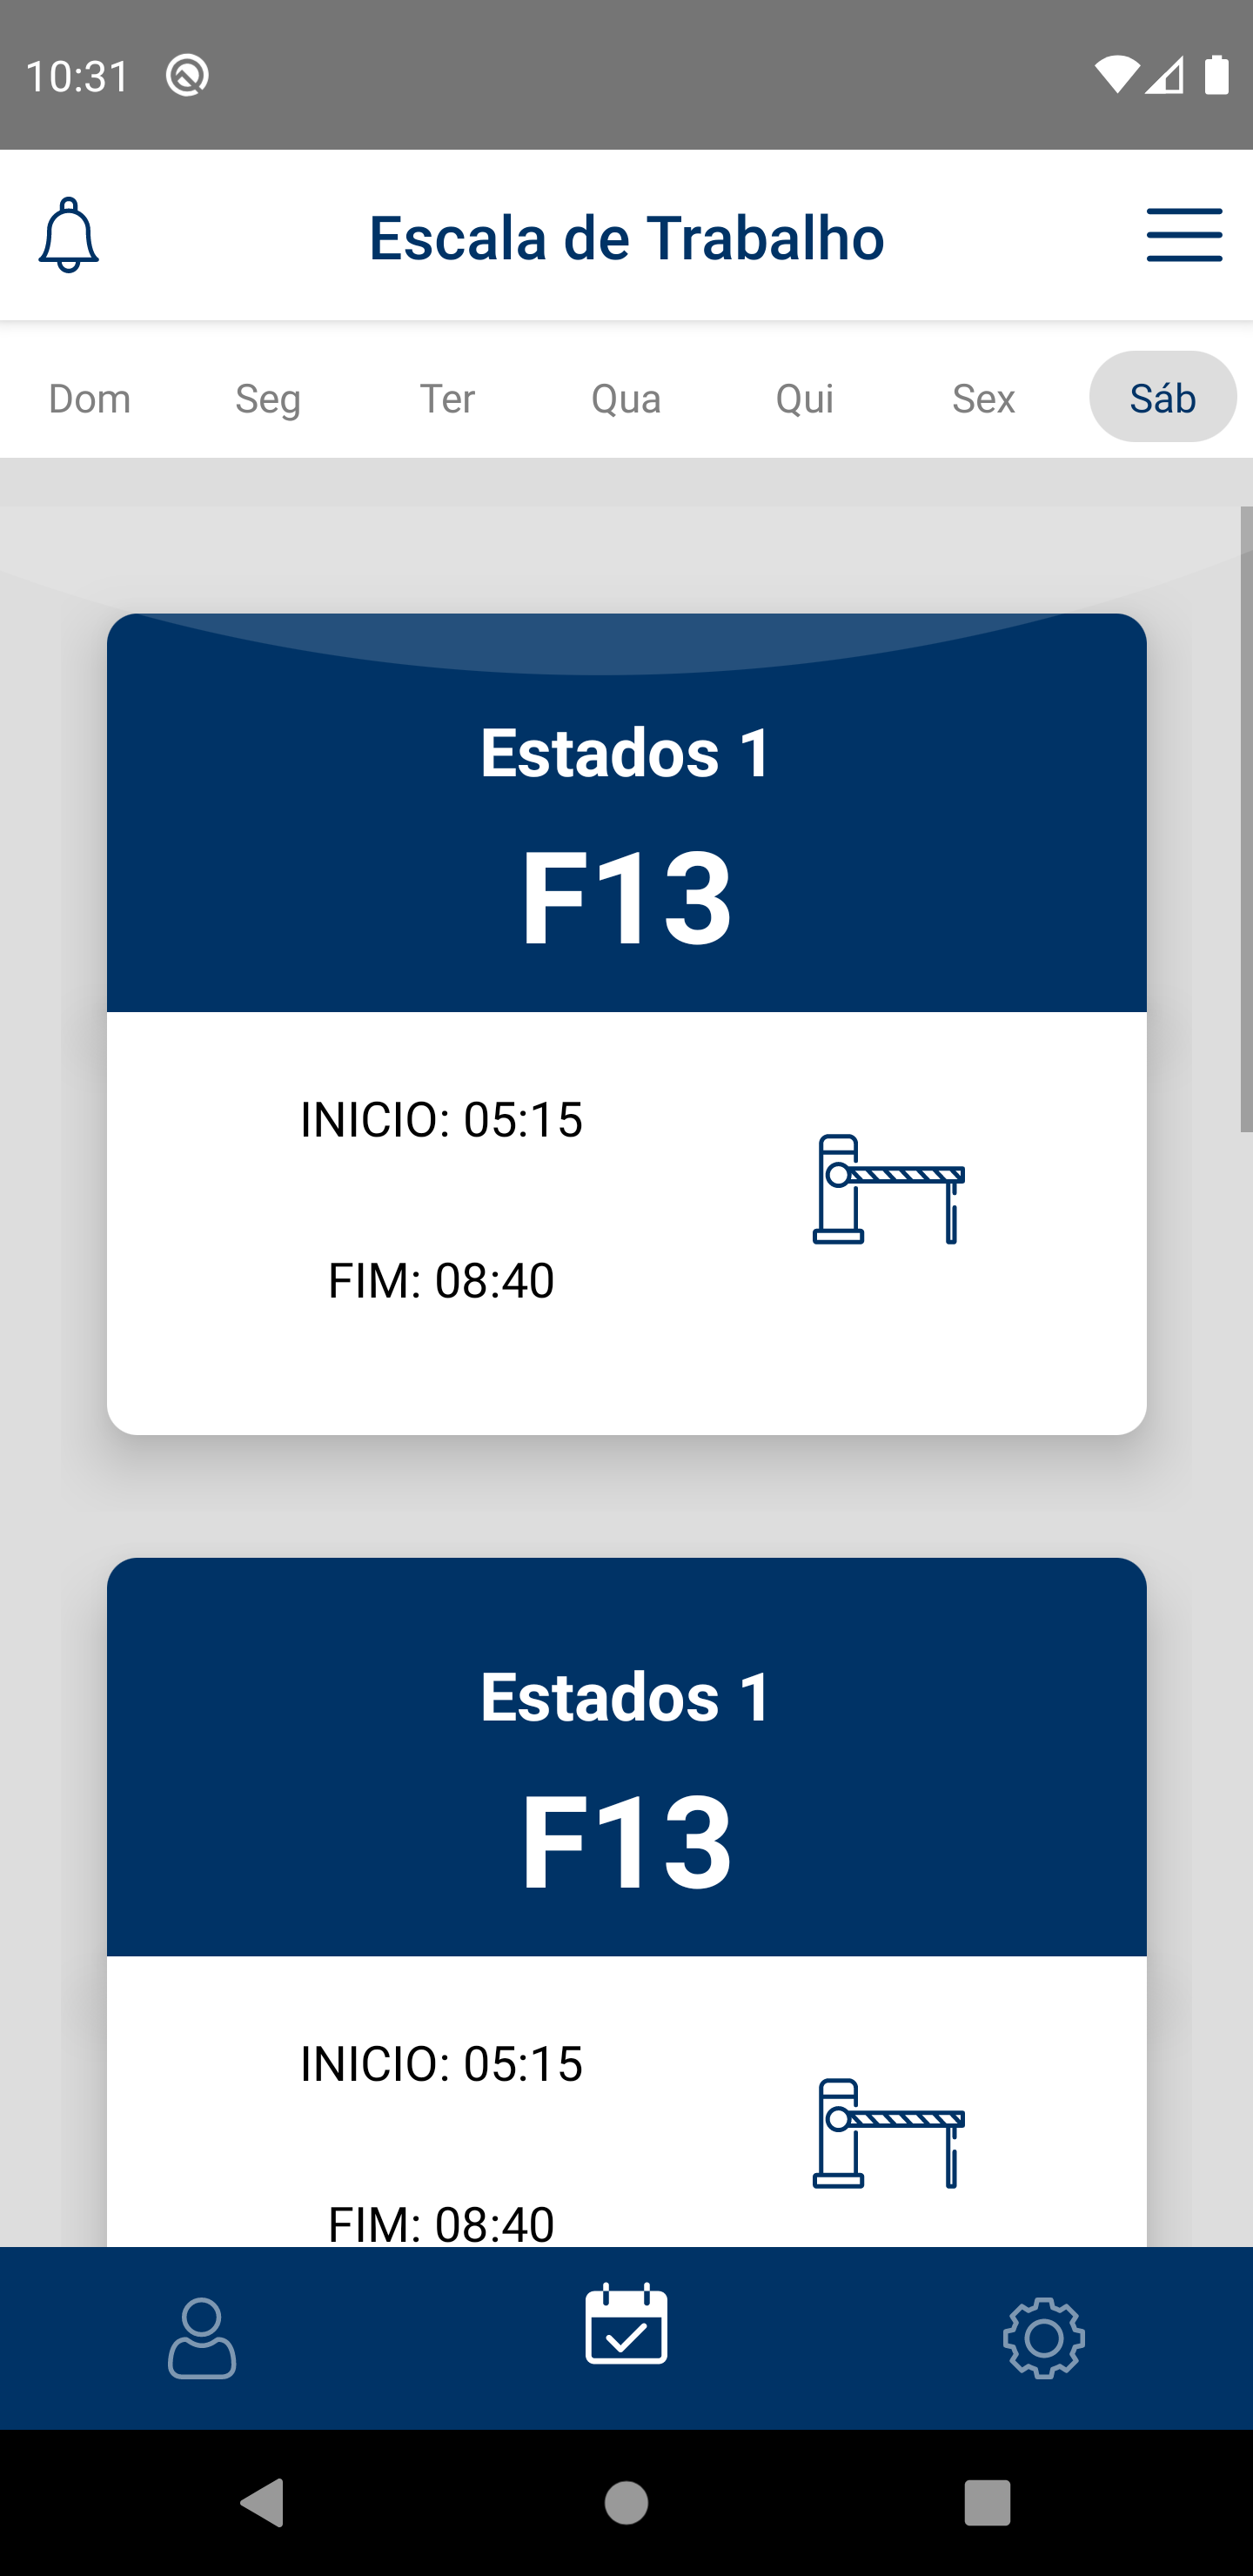 10:31
Escala de Trabalho
Dom Seg Ter Qua Qui Sex Sáb
Estados 1
F13
INICIO: 05:15
FIM: 08:40
Estados 1
F13
INICIO: 05:15
FIM: 08:40